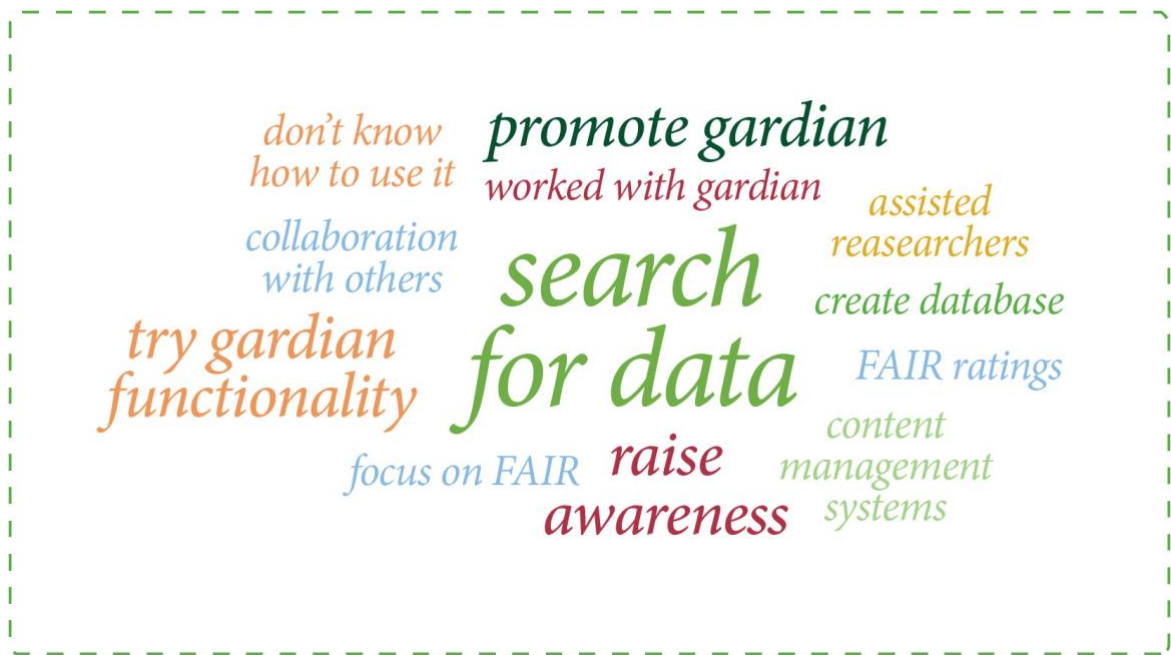 don’t know
how to use it
promote gardian
worked with gardian
assisted
reasearchers
collaboration
with others
search
for data
create database
try gardian
functionality
FAIR ratings
content
management
systems
focus on FAIR
raise
awareness